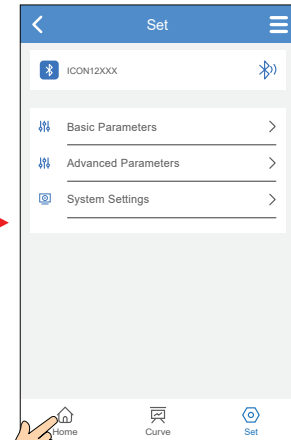 Set
ICON12XXX
Basic Parameters
Advanced Parameters
System Settings
Home
Curve
Set